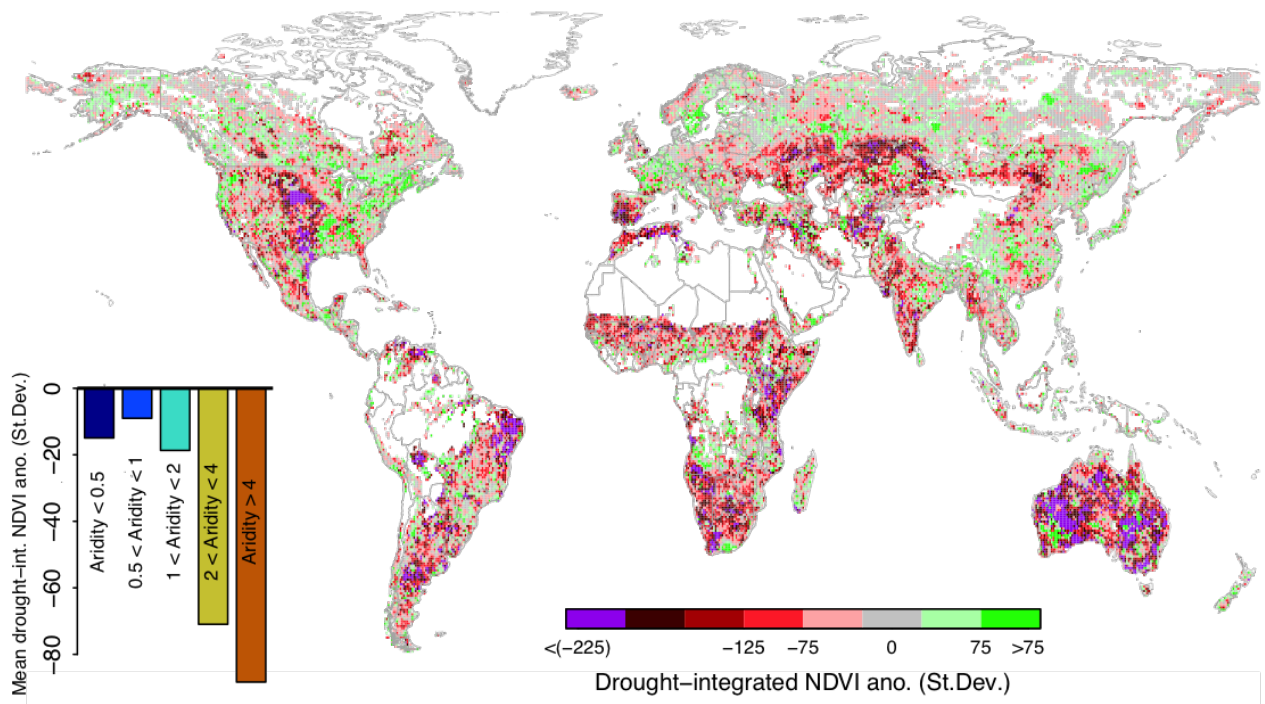 Mean drought–int. NDVI ano. (St.Dev.)
0
−20
−40
−60
−80
Aridity < 0.5
0.5 < Aridity < 1
1 < Aridity < 2
2 < Aridity < 4
Aridity > 4
<(−225)
−125
−75
0
75
>75
Drought–integrated NDVI ano. (St.Dev.)